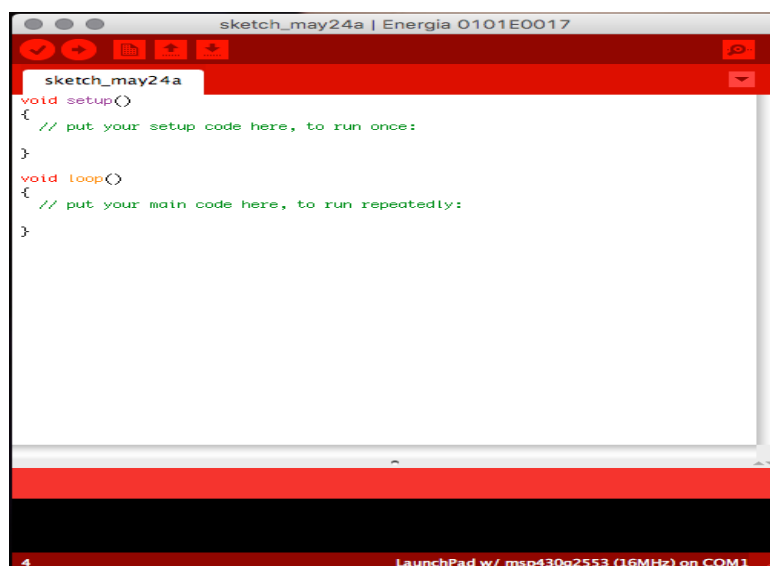 sketch_may24a | Energia 0101E0017
sketch_may24a
void setup()
{
  // put your setup code here, to run once:
}
void loop()
{
  // put your main code here, to run repeatedly:
}
4
LaunchPad w/ msp430g2553 (16MHz) on COM1